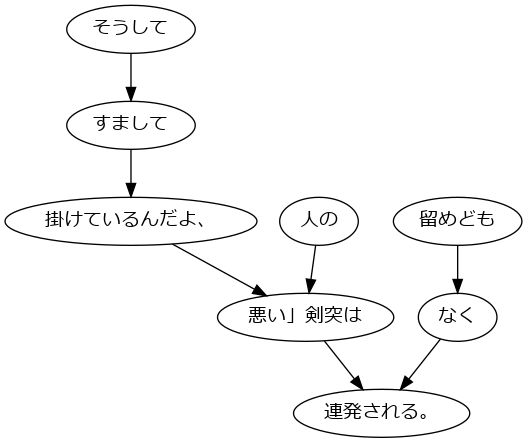 そうして
すまして
掛けているんだよ、
人の
留めども
悪い」剣突は
なく
連発される。